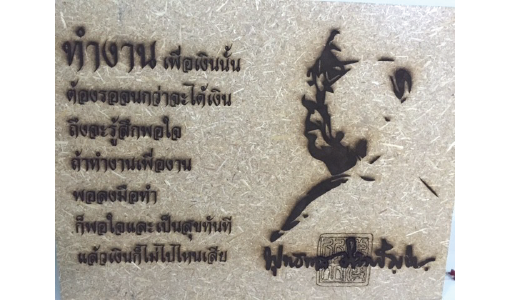 ทำงาน เพื่อเงินนั้น
ต้องรอจนกว่าจะได้เงิน
ถึงจะรู้สึกพอใจ
ถ้าทำงานเพื่องาน
พอลงมือทำ
ก็พอใจและเป็นสุขทันที
แล้วเงินก็ไม่ไปไหนเสีย